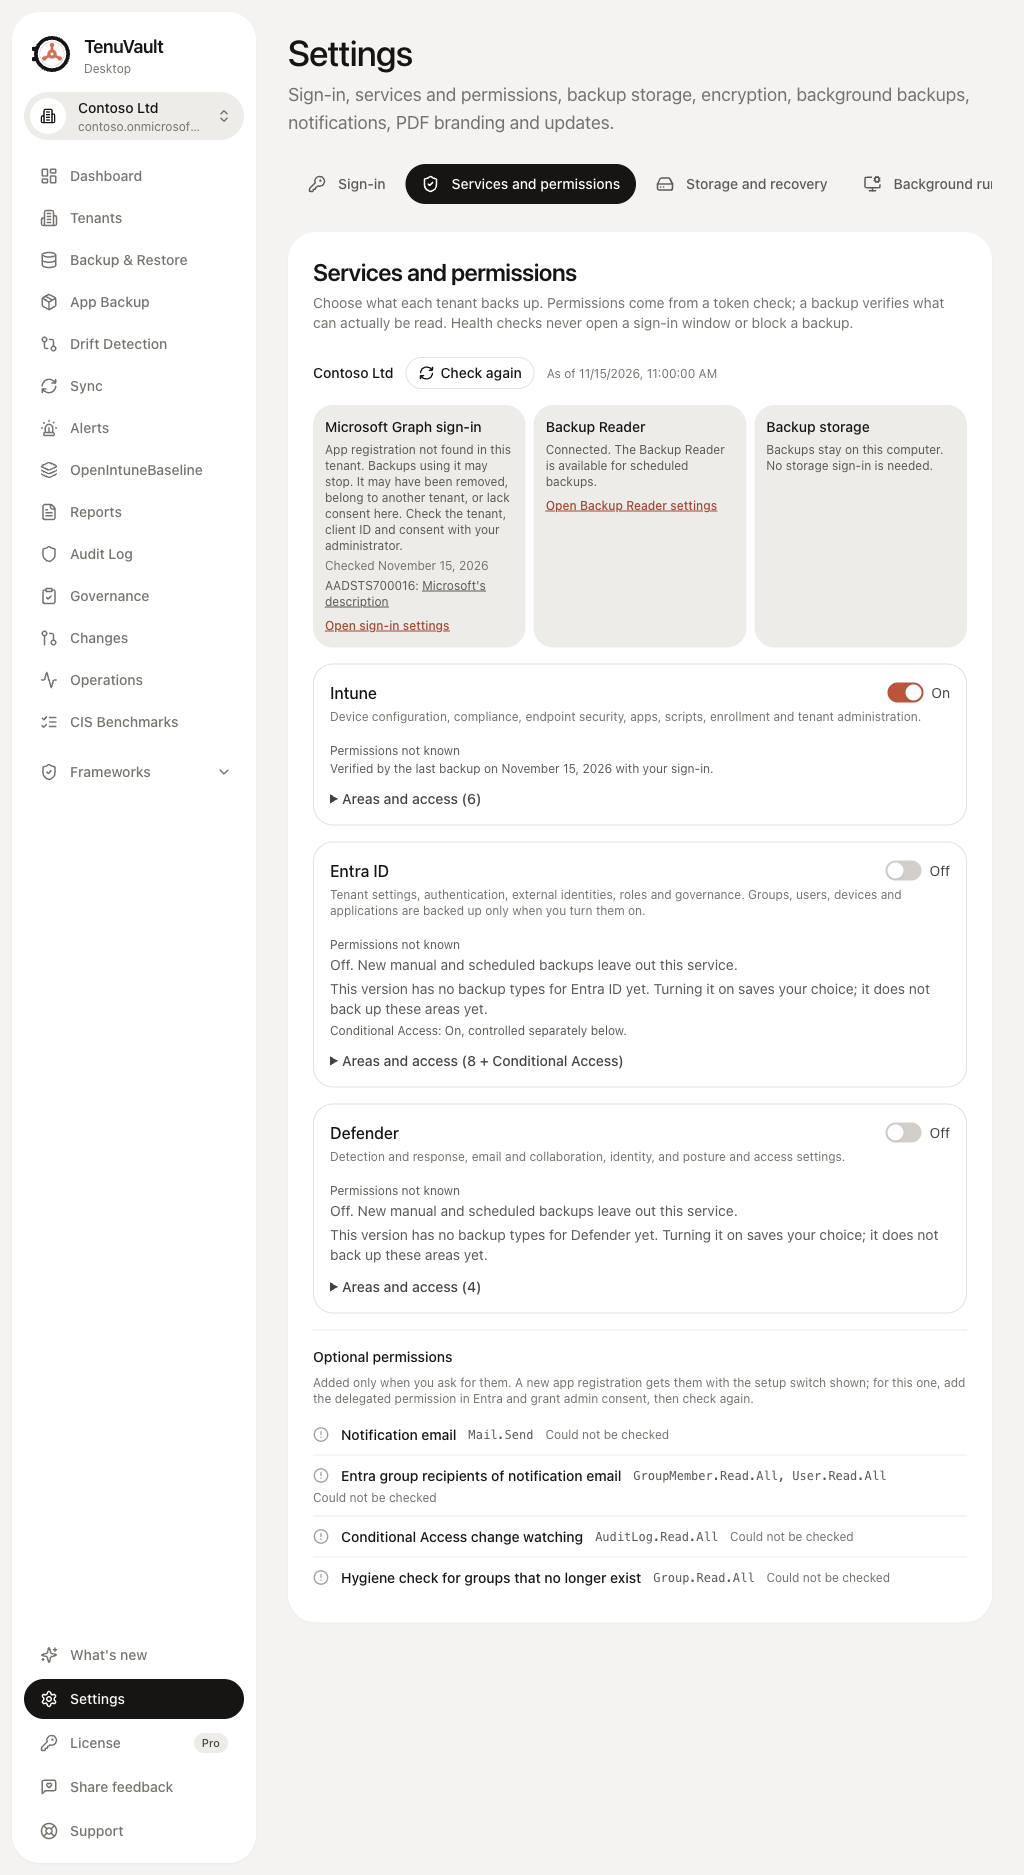 TenuVault
Desktop
Contoso Ltd
contoso.onmicrosof...
Dashboard
Tenants
Backup & Restore
App Backup
Drift Detection
Sync
Alerts
OpenIntuneBaseline
Reports
Audit Log
Governance
Changes
Operations
CIS Benchmarks
Frameworks
What's new
Settings
License
Pro
Share feedback
Support
Settings
Sign-in, services and permissions, backup storage, encryption, background backups,
notifications, PDF branding and updates.
Sign-in
Services and permissions
Storage and recovery
Background ru
Services and permissions
Choose what each tenant backs up. Permissions come from a token check; a backup verifies what
can actually be read. Health checks never open a sign-in window or block a backup.
Contoso Ltd
Check again
As of 11/15/2026, 11:00:00 AM
Microsoft Graph sign-in
App registration not found in this
tenant. Backups using it may
stop. It may have been removed,
belong to another tenant, or lack
consent here. Check the tenant,
client ID and consent with your
administrator.
Checked November 15, 2026
AADSTS700016: Microsoft's
description
Open sign-in settings
Backup Reader
Connected. The Backup Reader
is available for scheduled
backups.
Open Backup Reader settings
Backup storage
Backups stay on this computer.
No storage sign-in is needed.
Intune
On
Device configuration, compliance, endpoint security, apps, scripts, enrollment and tenant administration.
Permissions not known
Verified by the last backup on November 15, 2026 with your sign-in.
Areas and access (6)
Entra ID
Off
Tenant settings, authentication, external identities, roles and governance. Groups, users, devices and
applications are backed up only when you turn them on.
Permissions not known
Off. New manual and scheduled backups leave out this service.
This version has no backup types for Entra ID yet. Turning it on saves your choice; it does not
back up these areas yet.
Conditional Access: On, controlled separately below.
Areas and access (8 + Conditional Access)
Defender
Off
Detection and response, email and collaboration, identity, and posture and access settings.
Permissions not known
Off. New manual and scheduled backups leave out this service.
This version has no backup types for Defender yet. Turning it on saves your choice; it does not
back up these areas yet.
Areas and access (4)
Optional permissions
Added only when you ask for them. A new app registration gets them with the setup switch shown; for this one, add
the delegated permission in Entra and grant admin consent, then check again.
Notification email Mail.Send Could not be checked
Entra group recipients of notification email GroupMember.Read.All, User.Read.All
Could not be checked
Conditional Access change watching AuditLog.Read.All Could not be checked
Hygiene check for groups that no longer exist Group.Read.All Could not be checked